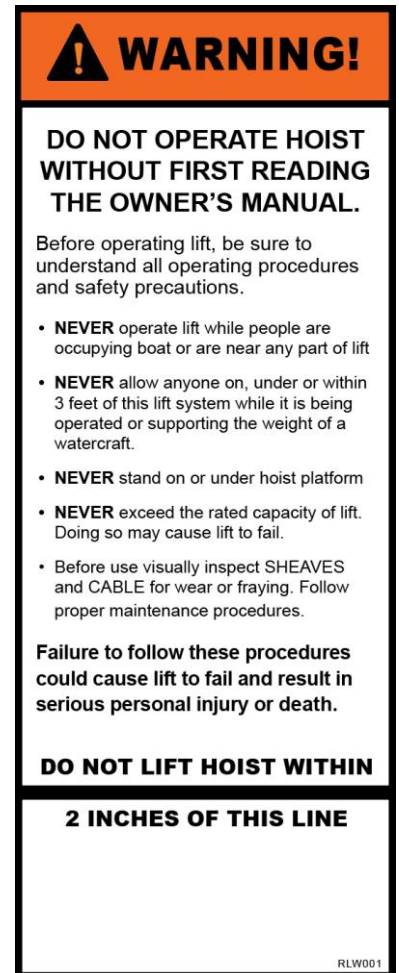 WARNING!
DO NOT OPERATE HOIST
WITHOUT FIRST READING
THE OWNER'S MANUAL.
Before operating lift, be sure to
understand all operating procedures
and safety precautions.
• NEVER operate lift while people are
occupying boat or are near any part of lift
• NEVER allow anyone on, under or within
3 feet of this lift system while it is being
operated or supporting the weight of a
watercraft.
• NEVER stand on or under hoist platform
• NEVER exceed the rated capacity of lift.
Doing so may cause lift to fail.
• Before use visually inspect SHEAVES
and CABLE for wear or fraying. Follow
proper maintenance procedures.
Failure to follow these procedures
could cause lift to fail and result in
serious personal injury or death.
DO NOT LIFT HOIST WITHIN
2 INCHES OF THIS LINE
RLW001